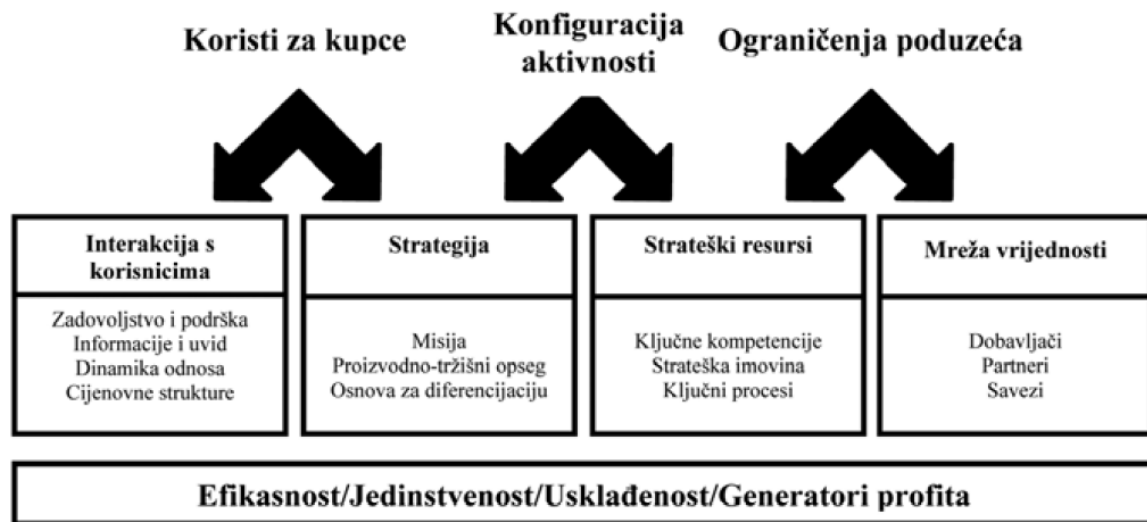 Koristi za kupce
Konfiguracija
aktivnosti
Ograničenja poduzeća
Interakcija s
korisnicima
Zadovoljstvo i podrška
Informacije i uvid
Dinamika odnosa
Cijenovne strukture
Strategija
Misija
Proizvodno-tržišni opseg
Osnova za diferencijaciju
Strateški resursi
Ključne kompetencije
Strateška imovina
Ključni procesi
Mreža vrijednosti
Dobavljači
Partneri
Savezi
Efikasnost/Jedinstvenost/Usklađenost/Generatori profita